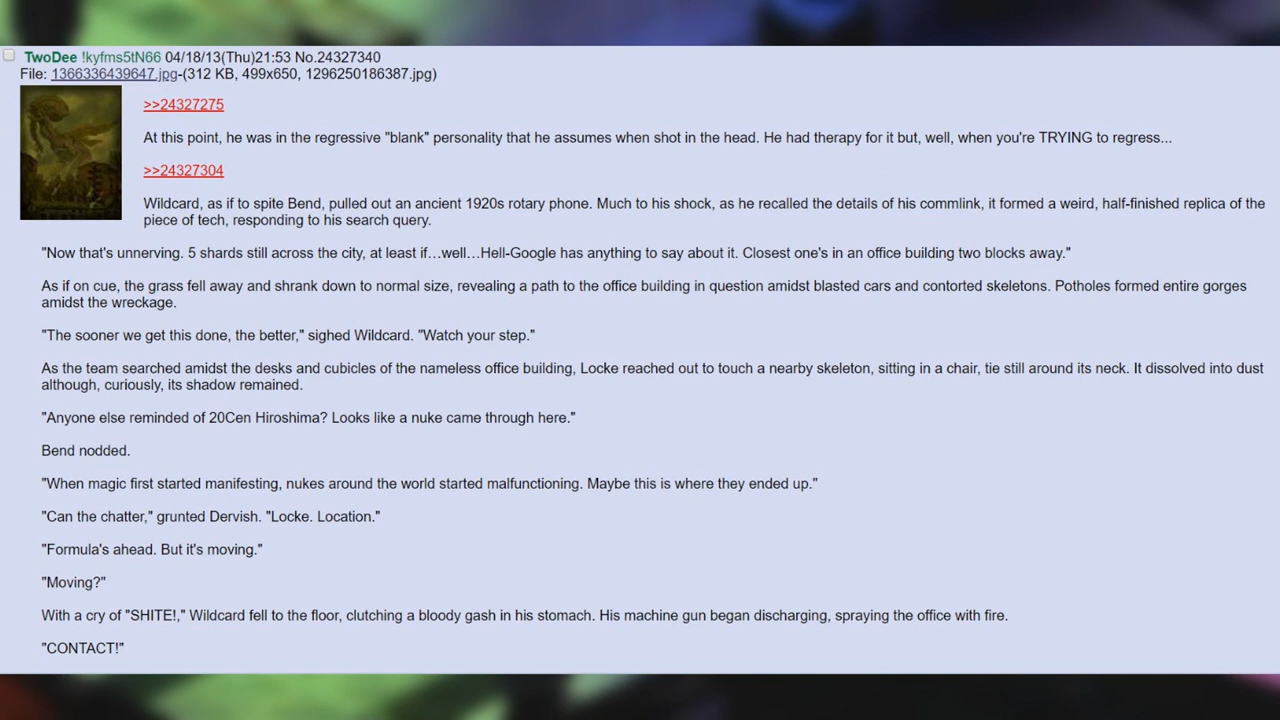 TwoDee !kyfms5tN66 04/18/13(Thu)21:53 No.24327340
File: 1366336439647.jpg-(312 KB, 499x650, 1296250186387.jpg)
>>24327275
At this point, he was in the regressive "blank" personality that he assumes when shot in the head. He had therapy for it but, well, when you're TRYING to regress...
>>24327304
Wildcard, as if to spite Bend, pulled out an ancient 1920s rotary phone. Much to his shock, as he recalled the details of his commlink, it formed a weird, half-finished replica of the
piece of tech, responding to his search query.
"Now that's unnerving. 5 shards still across the city, at least if…well…Hell-Google has anything to say about it. Closest one's in an office building two blocks away."
As if on cue, the grass fell away and shrank down to normal size, revealing a path to the office building in question amidst blasted cars and contorted skeletons. Potholes formed entire gorges
amidst the wreckage.
"The sooner we get this done, the better," sighed Wildcard. "Watch your step."
As the team searched amidst the desks and cubicles of the nameless office building, Locke reached out to touch a nearby skeleton, sitting in a chair, tie still around its neck. It dissolved into dust
although, curiously, its shadow remained.
"Anyone else reminded of 20Cen Hiroshima? Looks like a nuke came through here."
Bend nodded.
"When magic first started manifesting, nukes around the world started malfunctioning. Maybe this is where they ended up."
"Can the chatter," grunted Dervish. "Locke. Location."
"Formula's ahead. But it's moving."
"Moving?"
With a cry of "SHITE!," Wildcard fell to the floor, clutching a bloody gash in his stomach. His machine gun began discharging, spraying the office with fire.
"CONTACT!"